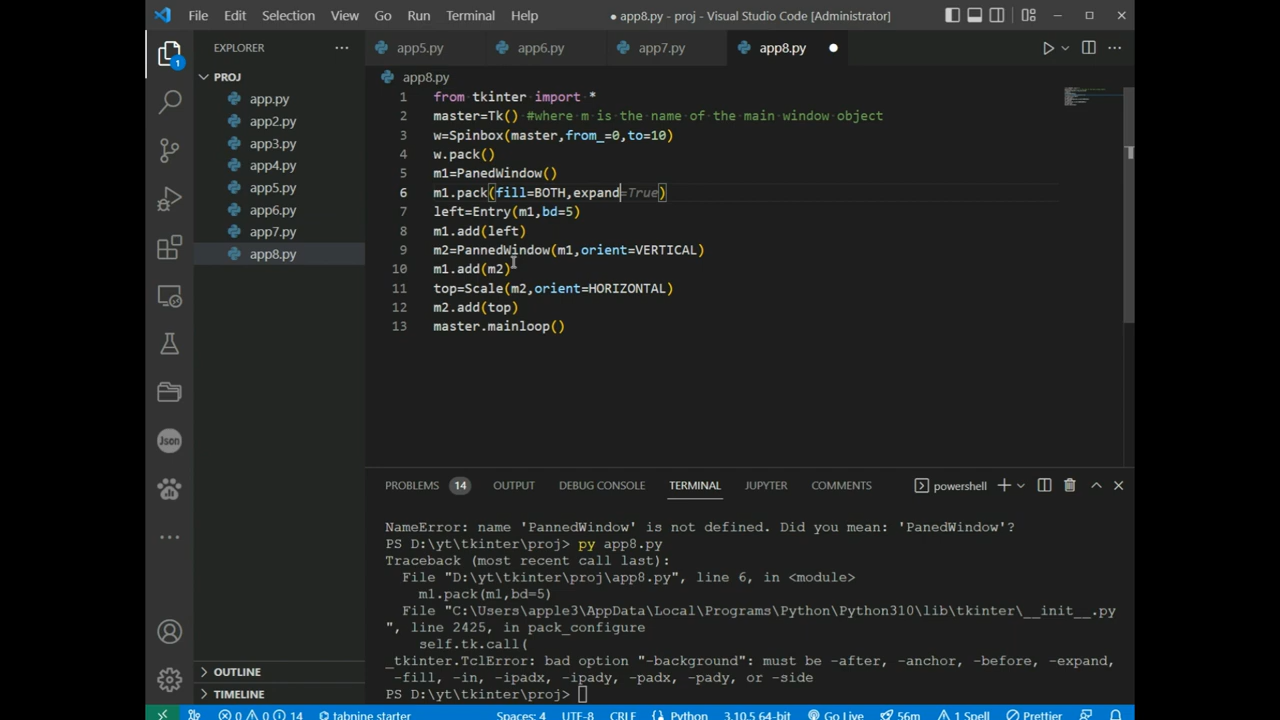 File Edit Selection View Go Run Terminal Help
● app8.py - proj - Visual Studio Code [Administrator]
EXPLORER
PROJ
app.py
app2.py
app3.py
app4.py
app5.py
app6.py
app7.py
app8.py
OUTLINE
TIMELINE
1
Json
app5.py app6.py app7.py app8.py
app8.py
1 from tkinter import *
2 master=Tk() #where m is the name of the main window object
3 w=Spinbox(master,from_=0,to=10)
4 w.pack()
5 m1=PanedWindow()
6 m1.pack(fill=BOTH,expand=True)
7 left=Entry(m1,bd=5)
8 m1.add(left)
9 m2=PannedWindow(m1,orient=VERTICAL)
10 m1.add(m2)
11 top=Scale(m2,orient=HORIZONTAL)
12 m2.add(top)
13 master.mainloop()
PROBLEMS 14 OUTPUT DEBUG CONSOLE TERMINAL JUPYTER COMMENTS powershell
NameError: name 'PannedWindow' is not defined. Did you mean: 'PanedWindow'?
PS D:\yt\tkinter\proj> py app8.py
Traceback (most recent call last):
File "D:\yt\tkinter\proj\app8.py", line 6, in <module>
m1.pack(m1,bd=5)
File "C:\Users\apple3\AppData\Local\Programs\Python\Python310\lib\tkinter\__init__.py
", line 2425, in pack_configure
self.tk.call(
_tkinter.TclError: bad option "-background": must be -after, -anchor, -before, -expand,
-fill, -in, -ipadx, -ipady, -padx, -pady, or -side
PS D:\yt\tkinter\proj>
0 0 14 tabnine starter Spaces: 4 UTF-8 CRLF Python 3.10.5 64-bit Go Live 56m 1 Spell Prettier